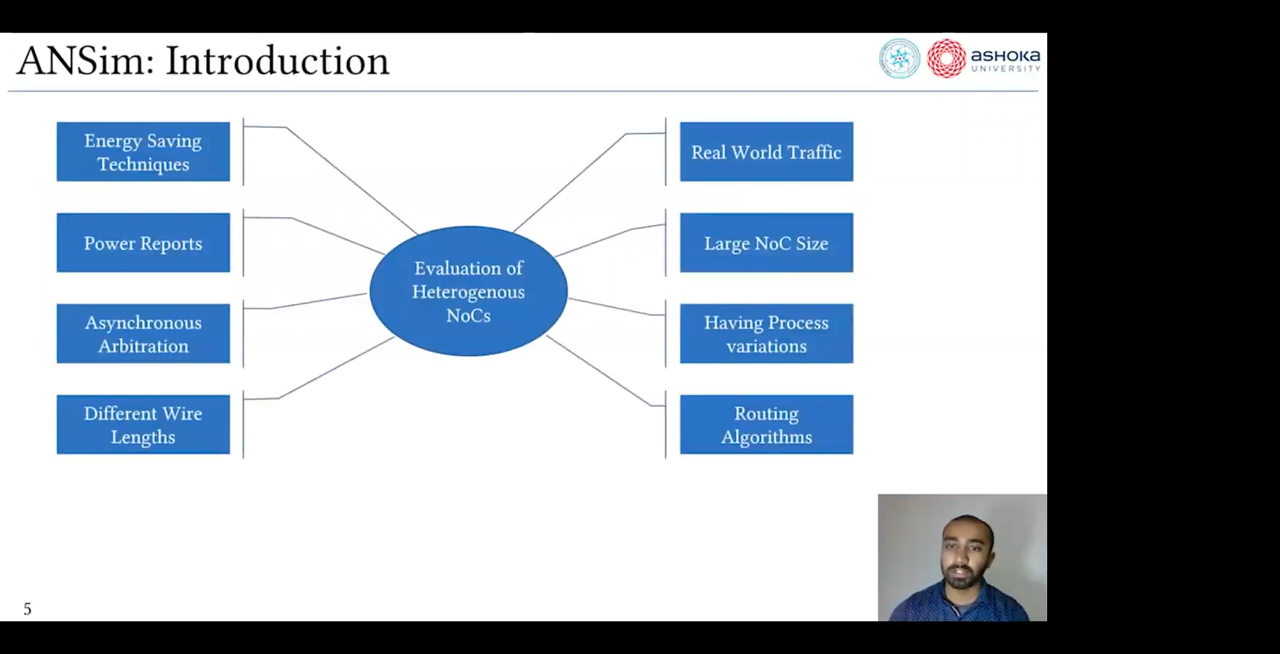 ANSim: Introduction
ASHOKA
UNIVERSITY
Energy Saving
Techniques
Power Reports
Asynchronous
Arbitration
Different Wire
Lengths
Evaluation of
Heterogenous
NoCs
Real World Traffic
Large NoC Size
Having Process
variations
Routing
Algorithms
5